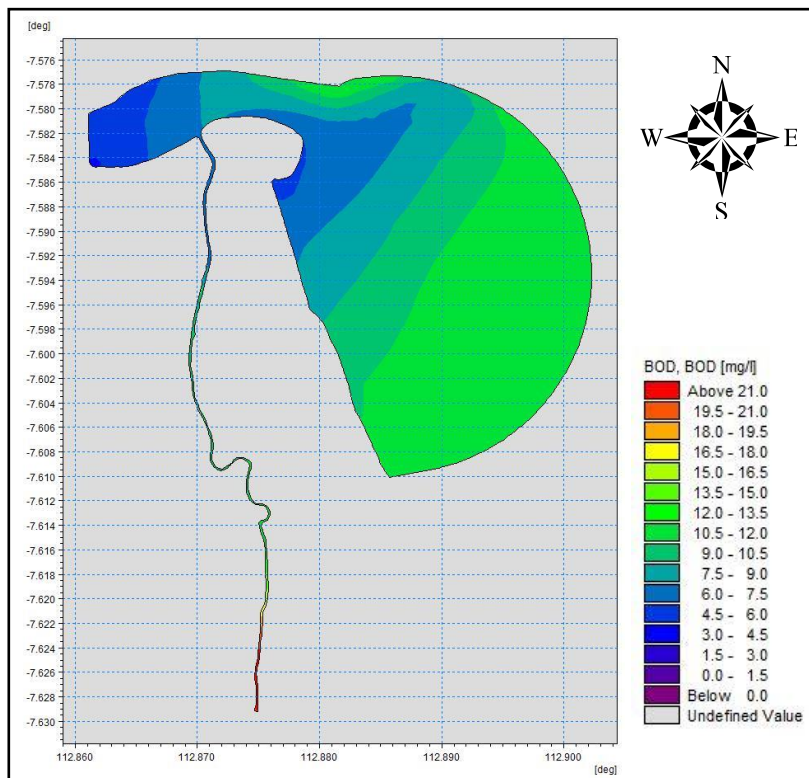 [deg]
-7.576
-7.578
-7.580
-7.582
-7.584
-7.586
-7.588
-7.590
-7.592
-7.594
-7.596
-7.598
-7.600
-7.602
-7.604
-7.606
-7.608
-7.610
-7.612
-7.614
-7.616
-7.618
-7.620
-7.622
-7.624
-7.626
-7.628
-7.630
112.860 112.870 112.880 112.890 112.900
[deg]
N
W E
S
BOD, BOD [mg/l]
Above 21.0
19.5 - 21.0
18.0 - 19.5
16.5 - 18.0
15.0 - 16.5
13.5 - 15.0
12.0 - 13.5
10.5 - 12.0
9.0 - 10.5
7.5 - 9.0
6.0 - 7.5
4.5 - 6.0
3.0 - 4.5
1.5 - 3.0
0.0 - 1.5
Below 0.0
Undefined Value